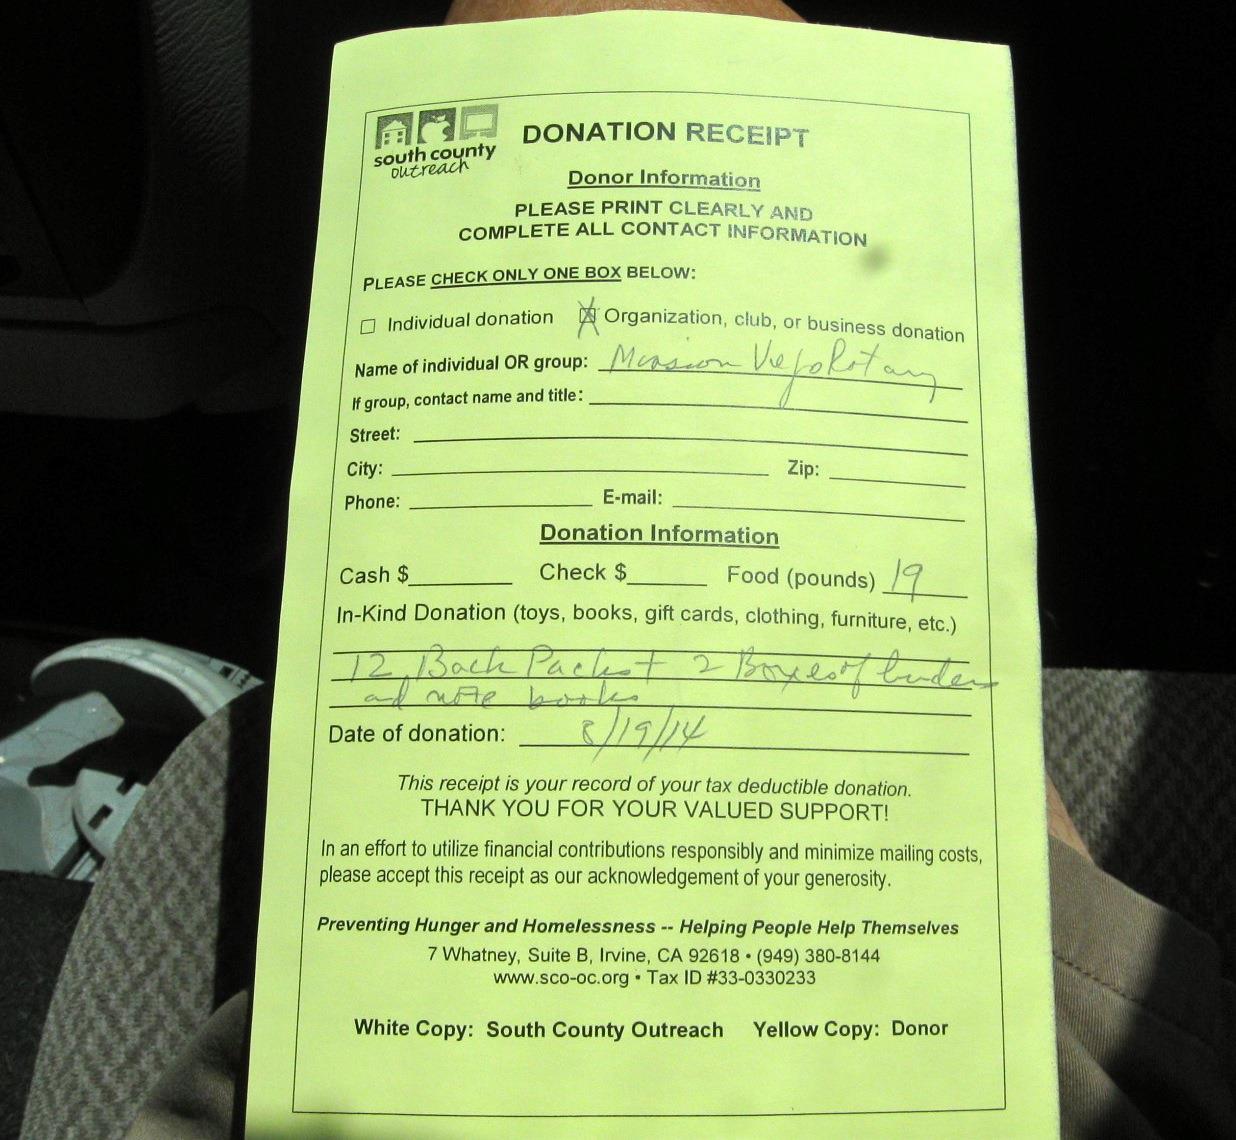 south county
outreach
DONATION RECEIPT
Donor Information
PLEASE PRINT CLEARLY AND
COMPLETE ALL CONTACT INFORMATION
PLEASE CHECK ONLY ONE BOX BELOW:
☐ Individual donation ☒ Organization, club, or business donation
Name of individual OR group: Mission Viejo Rotary
If group, contact name and title:
Street:
City: Zip:
Phone: E-mail:
Donation Information
Cash $ Check $ Food (pounds) 19
In-Kind Donation (toys, books, gift cards, clothing, furniture, etc.)
12 Back Packs + 2 Boxes of binders
and note books
Date of donation: 8/19/14
This receipt is your record of your tax deductible donation.
THANK YOU FOR YOUR VALUED SUPPORT!
In an effort to utilize financial contributions responsibly and minimize mailing costs,
please accept this receipt as our acknowledgement of your generosity.
Preventing Hunger and Homelessness -- Helping People Help Themselves
7 Whatney, Suite B, Irvine, CA 92618 • (949) 380-8144
www.sco-oc.org • Tax ID #33-0330233
White Copy: South County Outreach Yellow Copy: Donor